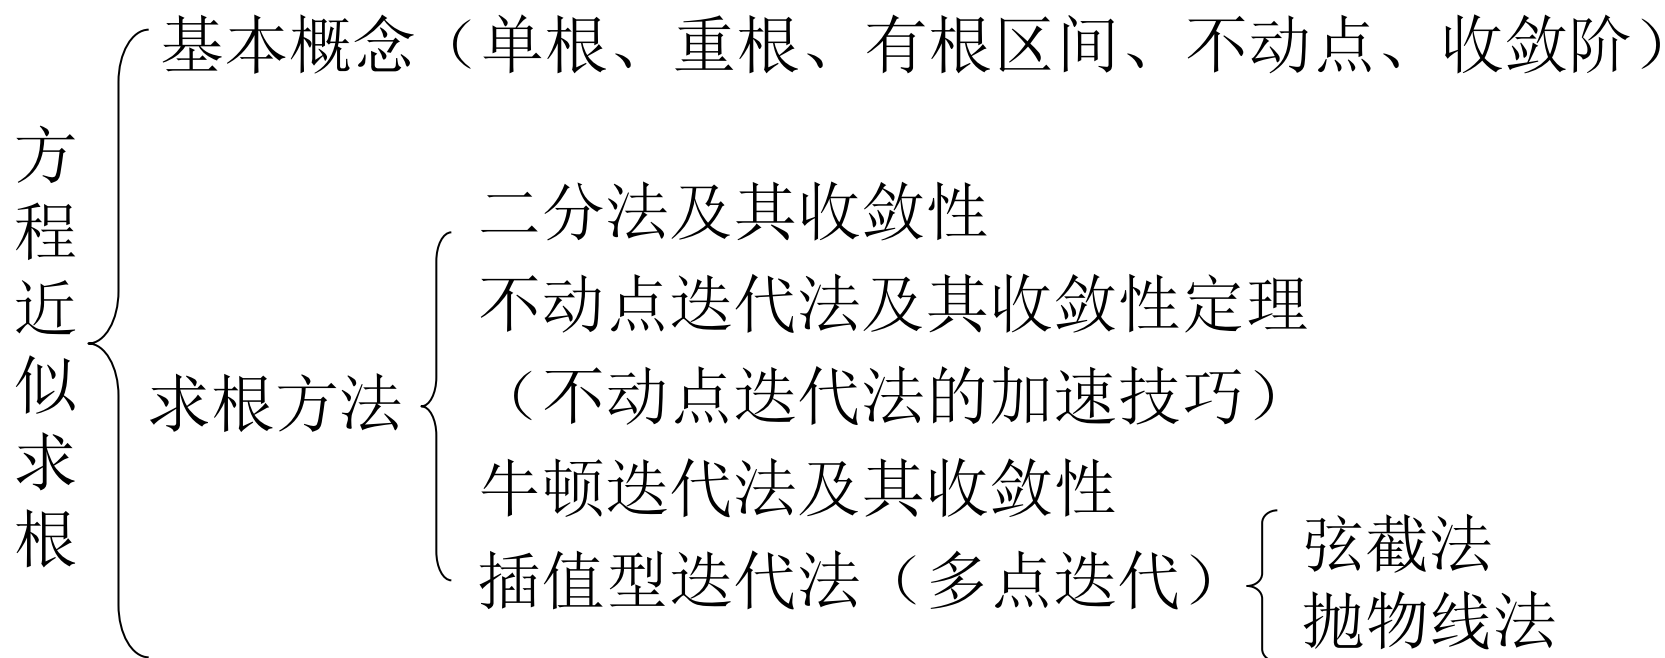 方程近似求根
基本概念（单根、重根、有根区间、不动点、收敛阶）
求根方法
二分法及其收敛性
不动点迭代法及其收敛性定理
（不动点迭代法的加速技巧）
牛顿迭代法及其收敛性
插值型迭代法（多点迭代）
弦截法
抛物线法